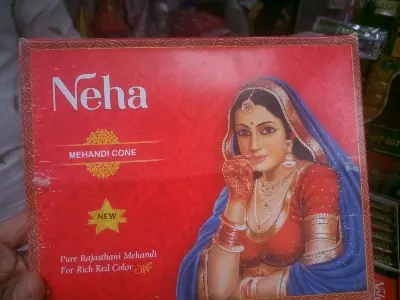 Neha
MEHANDI CONE
NEW
Pure Rajasthani Mehandi
For Rich Red Color